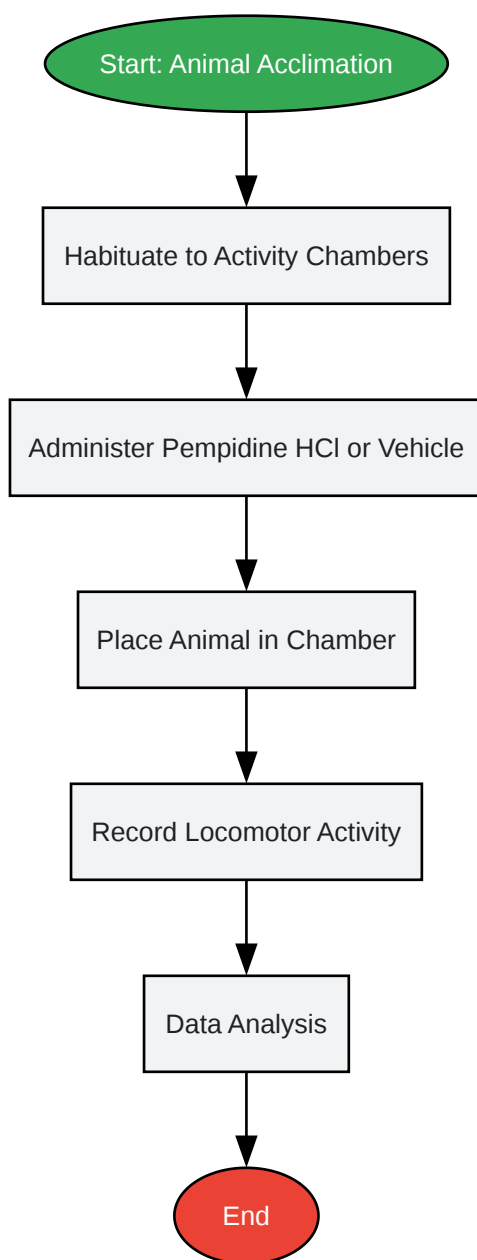 Start: Animal Acclimation
Habituate to Activity Chambers
Administer Pempidine HCl or Vehicle
Place Animal in Chamber
Record Locomotor Activity
Data Analysis
End